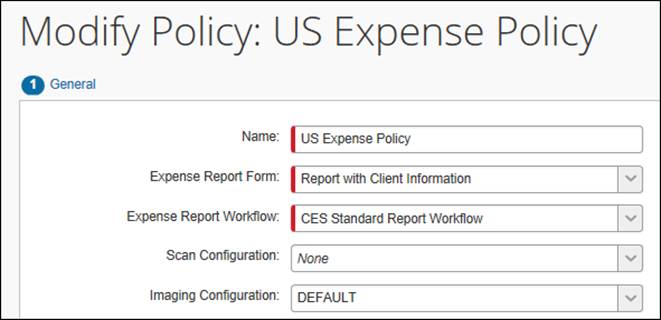 Modify Policy: US Expense Policy
1 General
Name: US Expense Policy
Expense Report Form: Report with Client Information
Expense Report Workflow: CES Standard Report Workflow
Scan Configuration: None
Imaging Configuration: DEFAULT